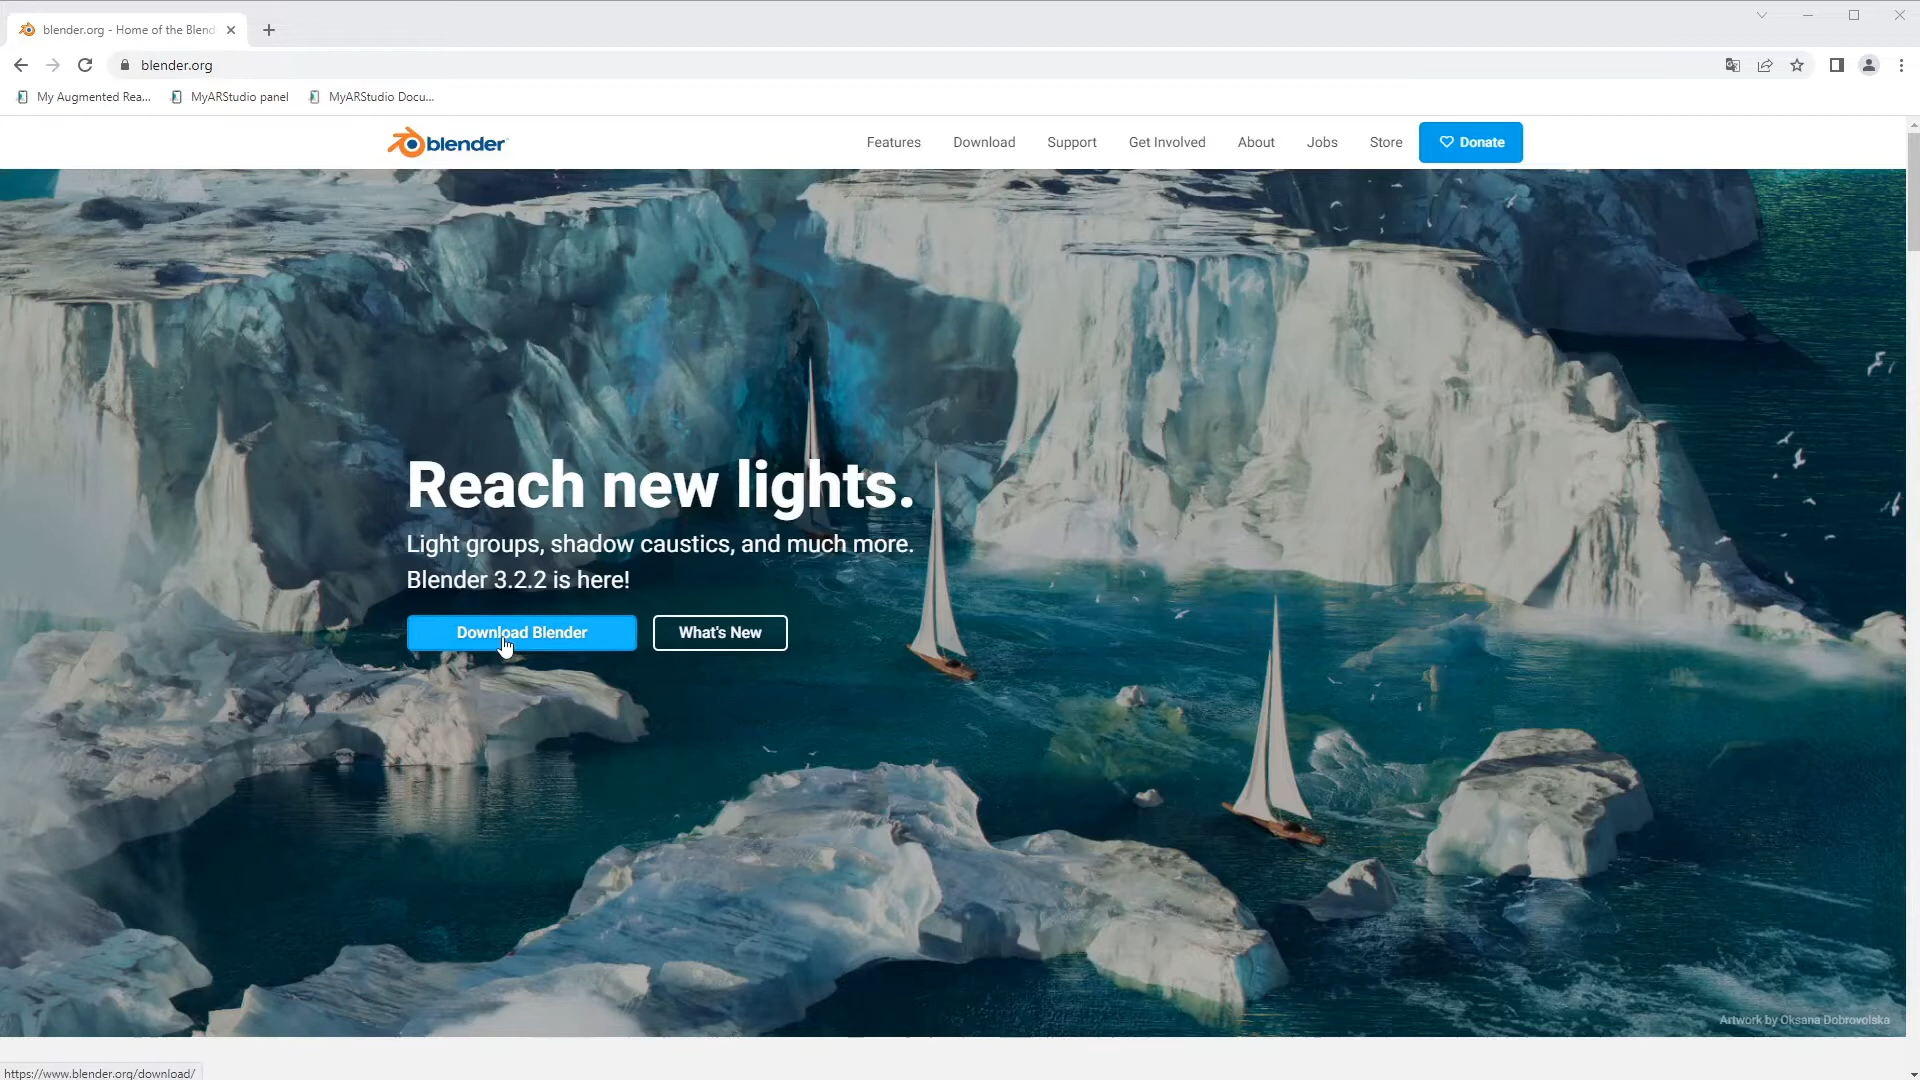 blender.org - Home of the Blend
blender.org
My Augmented Rea...
MyARStudio panel
MyARStudio Docu...
blender
Features
Download
Support
Get Involved
About
Jobs
Store
Donate
Reach new lights.
Light groups, shadow caustics, and much more.
Blender 3.2.2 is here!
Download Blender
What's New
Artwork by Oksana Dobrovolska
https://www.blender.org/download/